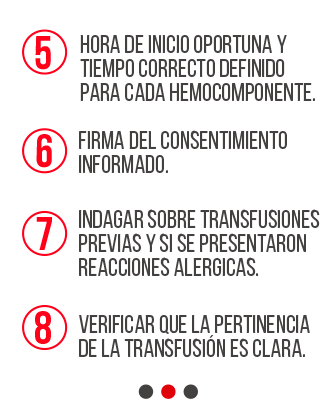 5 HORA DE INICIO OPORTUNA Y
TIEMPO CORRECTO DEFINIDO
PARA CADA HEMOCOMPONENTE.
6 FIRMA DEL CONSENTIMIENTO
INFORMADO.
7 INDAGAR SOBRE TRANSFUSIONES
PREVIAS Y SI SE PRESENTARON
REACCIONES ALERGICAS.
8 VERIFICAR QUE LA PERTINENCIA
DE LA TRANSFUSIÓN ES CLARA.